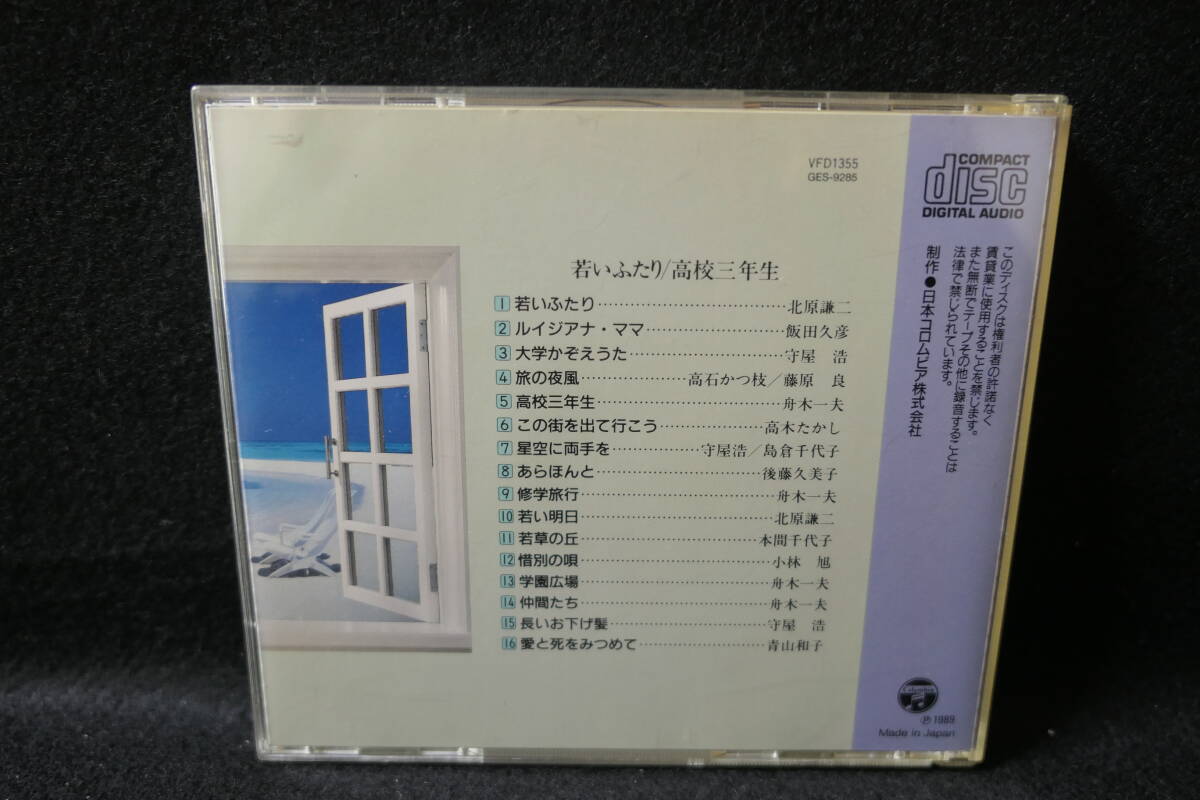 VFD1355
GES-9285
COMPACT
disc
DIGITAL AUDIO
若いふたり/高校三年生
1 若いふたり………………………北原謙二
2 ルイジアナ・ママ…………………飯田久彦
3 大学かぞえうた……………………守屋 浩
4 旅の夜風……………高石かつ枝／藤原 良
5 高校三年生…………………………舟木一夫
6 この街を出て行こう………………高木たかし
7 星空に両手を…………守屋浩／島倉千代子
8 あらほんと…………………………後藤久美子
9 修学旅行……………………………舟木一夫
10 若い明日……………………………北原謙二
11 若草の丘……………………………本間千代子
12 惜別の唄……………………………小林 旭
13 学園広場……………………………舟木一夫
14 仲間たち……………………………舟木一夫
15 長いお下げ髪………………………守屋 浩
16 愛と死をみつめて…………………青山和子
このディスクは権利者の許諾なく
賃貸業に使用することを禁じます。
また無断でテープその他に録音することは
法律で禁じられています。
制作●日本コロムビア株式会社
Columbia
Ⓟ1989
Made in Japan